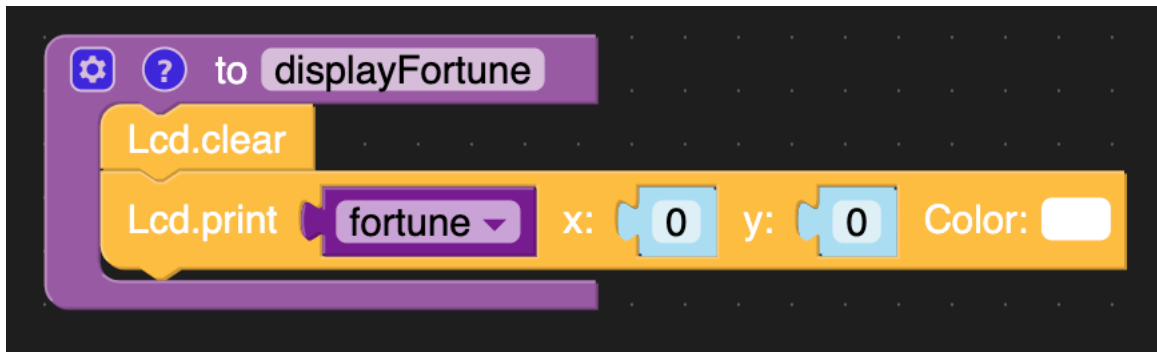 ? to displayFortune
Lcd.clear
Lcd.print fortune x: 0 y: 0 Color: